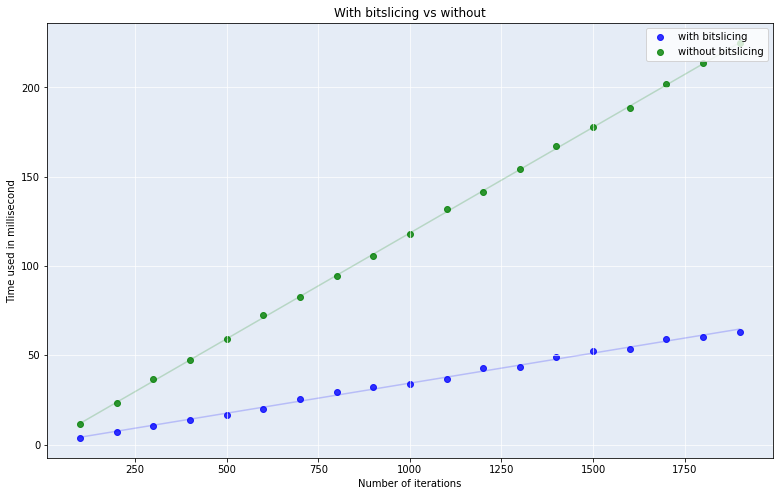 With bitslicing vs without
with bitslicing
without bitslicing
200
150
100
50
0
Time used in millisecond
250
500
750
1000
1250
1500
1750
Number of iterations